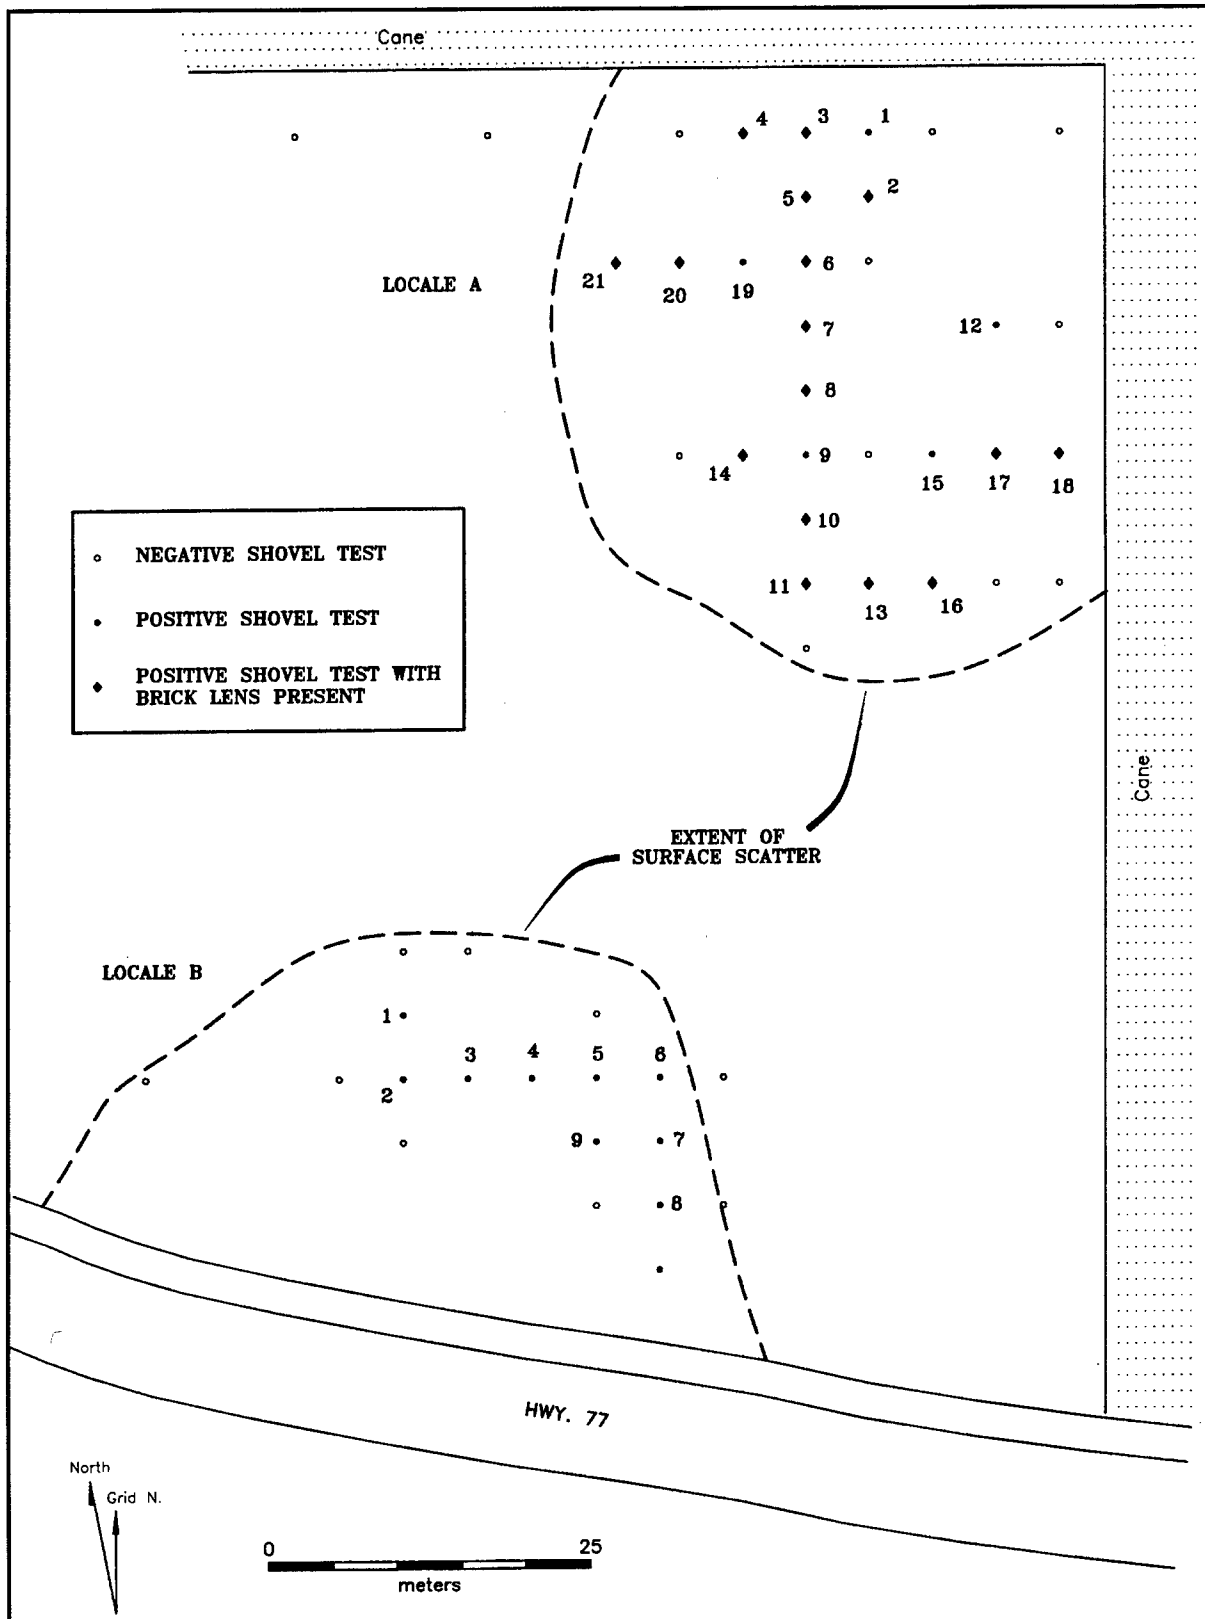 Cane
4 3 1
5 2
LOCALE A
21 20 19 6
7
12
8
14 9 15 17 18
10
11 13 16
NEGATIVE SHOVEL TEST
POSITIVE SHOVEL TEST
POSITIVE SHOVEL TEST WITH
BRICK LENS PRESENT
Cane
EXTENT OF
SURFACE SCATTER
LOCALE B
1
3 4 5 6
2
9 7
8
HWY. 77
North
Grid N.
0 25
meters